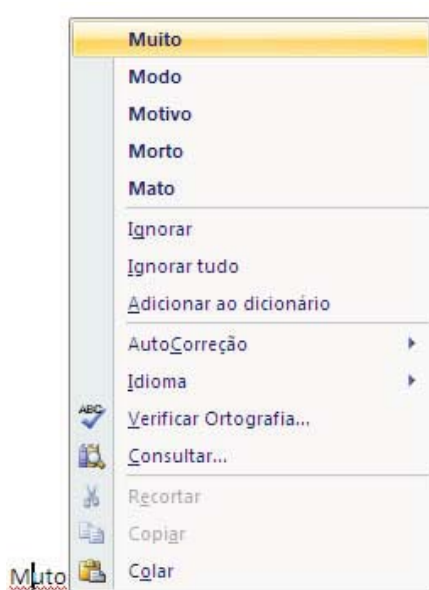 Muito
Modo
Motivo
Morto
Mato
Ignorar
Ignorar tudo
Adicionar ao dicionário
AutoCorreção
Idioma
ABC Verificar Ortografia...
Consultar...
Recortar
Copiar
Muto Colar